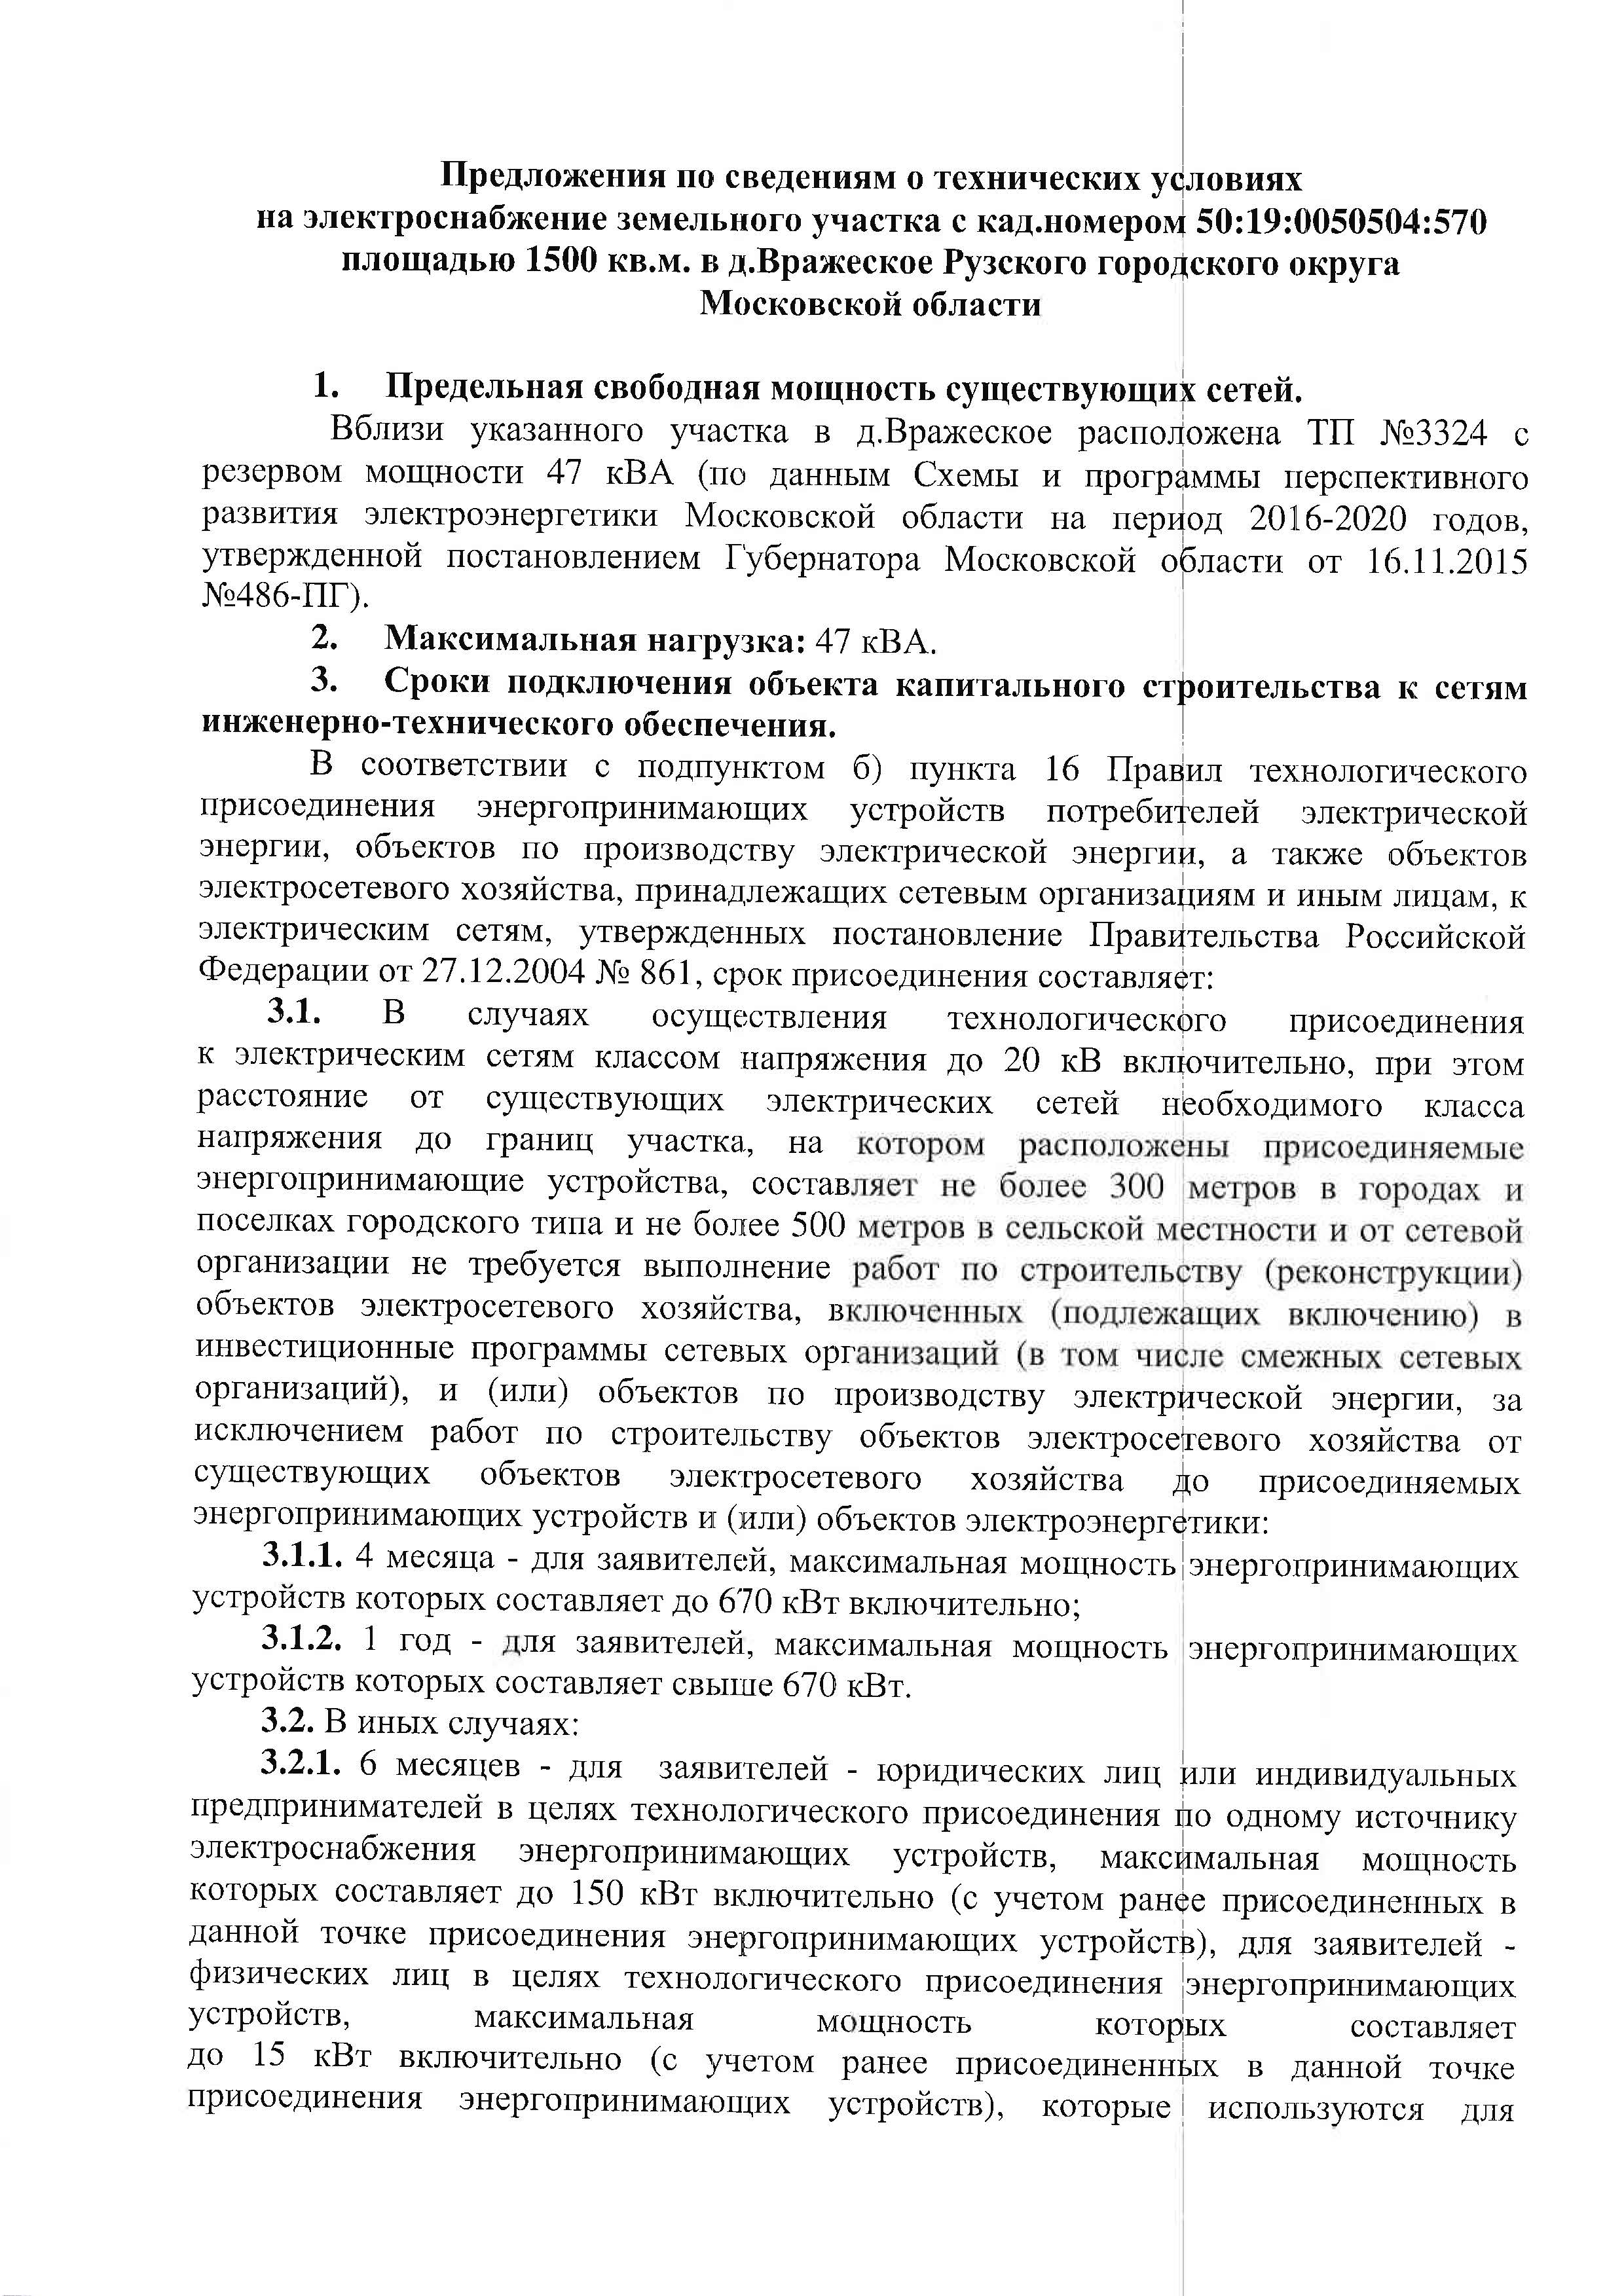 Предложения по сведениям о технических условиях
на электроснабжение земельного участка с кад.номером 50:19:0050504:570
площадью 1500 кв.м. в д.Вражеское Рузского городского округа
Московской области
1. Предельная свободная мощность существующих сетей.
Вблизи указанного участка в д.Вражеское расположена ТП №3324 с
резервом мощности 47 кВА (по данным Схемы и программы перспективного
развития электроэнергетики Московской области на период 2016-2020 годов,
утвержденной постановлением Губернатора Московской области от 16.11.2015
№486-ПГ).
2. Максимальная нагрузка: 47 кВА.
3. Сроки подключения объекта капитального строительства к сетям
инженерно-технического обеспечения.
В соответствии с подпунктом б) пункта 16 Правил технологического
присоединения энергопринимающих устройств потребителей электрической
энергии, объектов по производству электрической энергии, а также объектов
электросетевого хозяйства, принадлежащих сетевым организациям и иным лицам, к
электрическим сетям, утвержденных постановление Правительства Российской
Федерации от 27.12.2004 № 861, срок присоединения составляет:
3.1. В случаях осуществления технологического присоединения
к электрическим сетям классом напряжения до 20 кВ включительно, при этом
расстояние от существующих электрических сетей необходимого класса
напряжения до границ участка, на котором расположены присоединяемые
энергопринимающие устройства, составляет не более 300 метров в городах и
поселках городского типа и не более 500 метров в сельской местности и от сетевой
организации не требуется выполнение работ по строительству (реконструкции)
объектов электросетевого хозяйства, включенных (подлежащих включению) в
инвестиционные программы сетевых организаций (в том числе смежных сетевых
организаций), и (или) объектов по производству электрической энергии, за
исключением работ по строительству объектов электросетевого хозяйства от
существующих объектов электросетевого хозяйства до присоединяемых
энергопринимающих устройств и (или) объектов электроэнергетики:
3.1.1. 4 месяца - для заявителей, максимальная мощность энергопринимающих
устройств которых составляет до 670 кВт включительно;
3.1.2. 1 год - для заявителей, максимальная мощность энергопринимающих
устройств которых составляет свыше 670 кВт.
3.2. В иных случаях:
3.2.1. 6 месяцев - для заявителей - юридических лиц или индивидуальных
предпринимателей в целях технологического присоединения по одному источнику
электроснабжения энергопринимающих устройств, максимальная мощность
которых составляет до 150 кВт включительно (с учетом ранее присоединенных в
данной точке присоединения энергопринимающих устройств), для заявителей -
физических лиц в целях технологического присоединения энергопринимающих
устройств, максимальная мощность которых составляет
до 15 кВт включительно (с учетом ранее присоединенных в данной точке
присоединения энергопринимающих устройств), которые используются для